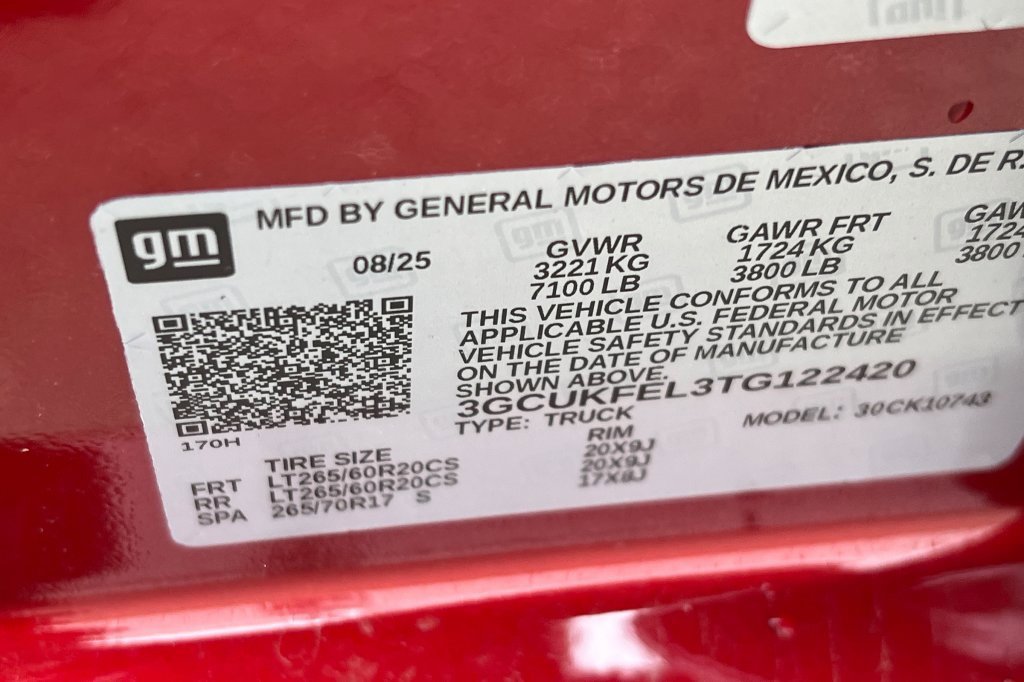 gm
MFD BY GENERAL MOTORS DE MEXICO, S. DE R.
08/25
GVWR
3221 KG
7100 LB
GAWR FRT
1724 KG
3800 LB
GAW
1724
3800
THIS VEHICLE CONFORMS TO ALL
APPLICABLE U.S. FEDERAL MOTOR
VEHICLE SAFETY STANDARDS IN EFFECT
ON THE DATE OF MANUFACTURE
SHOWN ABOVE.
3GCUKFEL3TG122420
TYPE: TRUCK MODEL: 30CK10743
170H
TIRE SIZE RIM
FRT LT265/60R20CS 20X9J
RR LT265/60R20CS 20X9J
SPA 265/70R17 S 17X8J